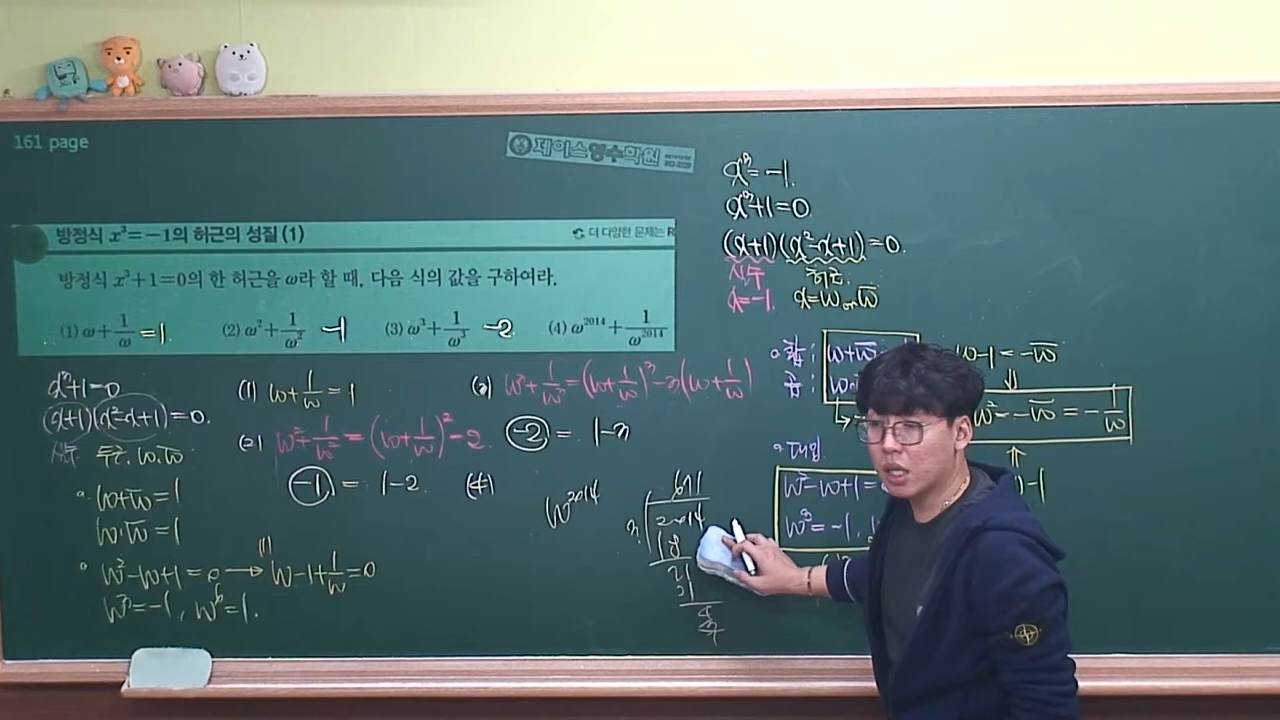 161 page
제이스영수학원
방정식 x³=-1의 허근의 성질 (1)
더 다양한 문제는 R
방정식 x³+1=0의 한 허근을 ω라 할 때, 다음 식의 값을 구하여라.
(1) ω+1/ω =1 (2) ω²+1/ω² -1 (3) ω³+1/ω³ -2 (4) ω²⁰¹⁴+1/ω²⁰¹⁴
x³=-1.
x³+1=0
(x+1)(x²-x+1)=0.
실수 허근.
x=-1. x=ω or ω̄
x³+1=0
(x+1)(x²-x+1)=0.
실수 두근. ω, ω̄
ω+ω̄=1
ω·ω̄=1
ω²-ω+1=0 → ω-1+1/ω=0
ω³=-1, ω⁶=1.
(1) ω+1/ω=1
(2) ω²+1/ω²=(ω+1/ω)²-2
-1 = 1-2
(3) ω³+1/ω³=(ω+1/ω)³-3(ω+1/ω)
-2 = 1-3
(4) ω²⁰¹⁴
671
3 2014
18
21
21
4
3
합: ω+ω̄
곱: ω
ω-1=-ω̄
ω²=-ω̄=-1/ω
대입
ω²-ω+1=
ω³=-1,
-1